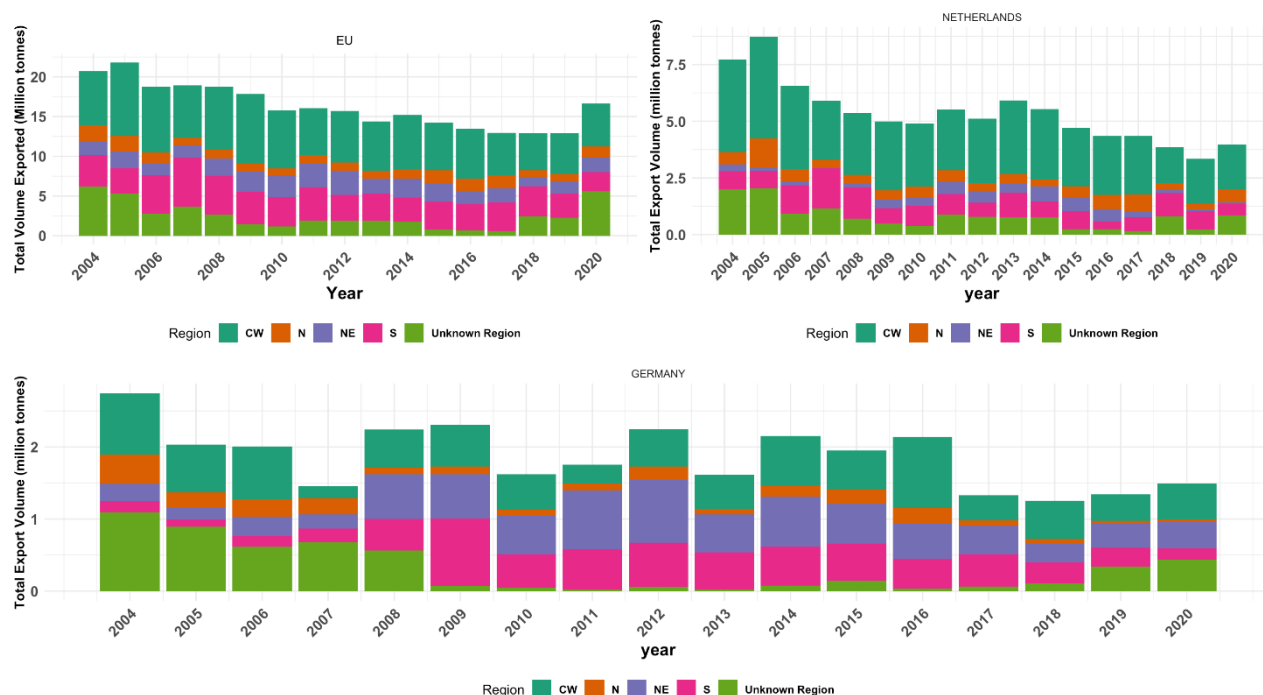 EU
Total Volume Exported (Million tonnes)
20
15
10
5
0
2004 2006 2008 2010 2012 2014 2016 2018 2020
Year
Region CW N NE S Unknown Region
NETHERLANDS
Total Export Volume (million tonnes)
7.5
5.0
2.5
0.0
2004 2005 2006 2007 2008 2009 2010 2011 2012 2013 2014 2015 2016 2017 2018 2019 2020
year
Region CW N NE S Unknown Region
GERMANY
Total Export Volume (million tonnes)
2
1
0
2004 2005 2006 2007 2008 2009 2010 2011 2012 2013 2014 2015 2016 2017 2018 2019 2020
year
Region CW N NE S Unknown Region